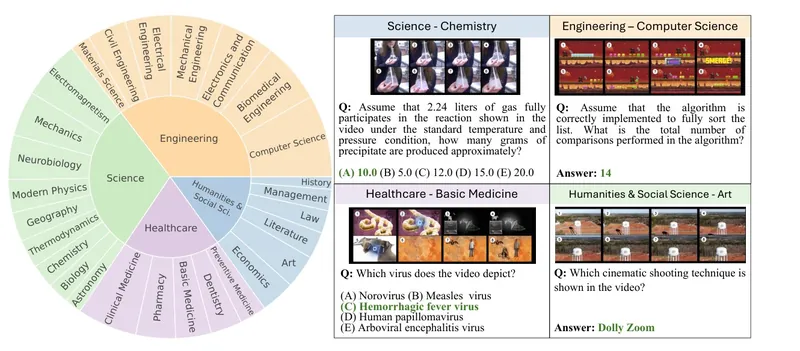 Materials Science
Civil Engineering
Electrical
Engineering
Mechanical
Engineering
Electronics and
Communication
Biomedical
Engineering
Computer Science
Engineering
Electromagnetism
Mechanics
Neurobiology
Modern Physics
Geography
Thermodynamics
Chemistry
Biology
Astronomy
Science
Humanities &
Social Sci.
History
Management
Law
Literature
Art
Economics
Healthcare
Clinical Medicine
Pharmacy
Basic Medicine
Dentistry
Preventive Medicine
Science - Chemistry
Q: Assume that 2.24 liters of gas fully
participates in the reaction shown in the
video under the standard temperature and
pressure condition, how many grams of
precipitate are produced approximately?
(A) 10.0 (B) 5.0 (C) 12.0 (D) 15.0 (E) 20.0
Engineering – Computer Science
SMERGE!
Q: Assume that the algorithm is
correctly implemented to fully sort the
list. What is the total number of
comparisons performed in the algorithm?
Answer: 14
Healthcare - Basic Medicine
Q: Which virus does the video depict?
(A) Norovirus (B) Measles virus
(C) Hemorrhagic fever virus
(D) Human papillomavirus
(E) Arboviral encephalitis virus
Humanities & Social Science - Art
Q: Which cinematic shooting technique is
shown in the video?
Answer: Dolly Zoom